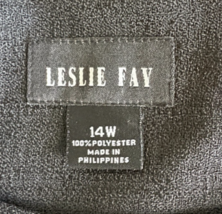 LESLIE FAY
14W
100% POLYESTER
MADE IN
PHILIPPINES